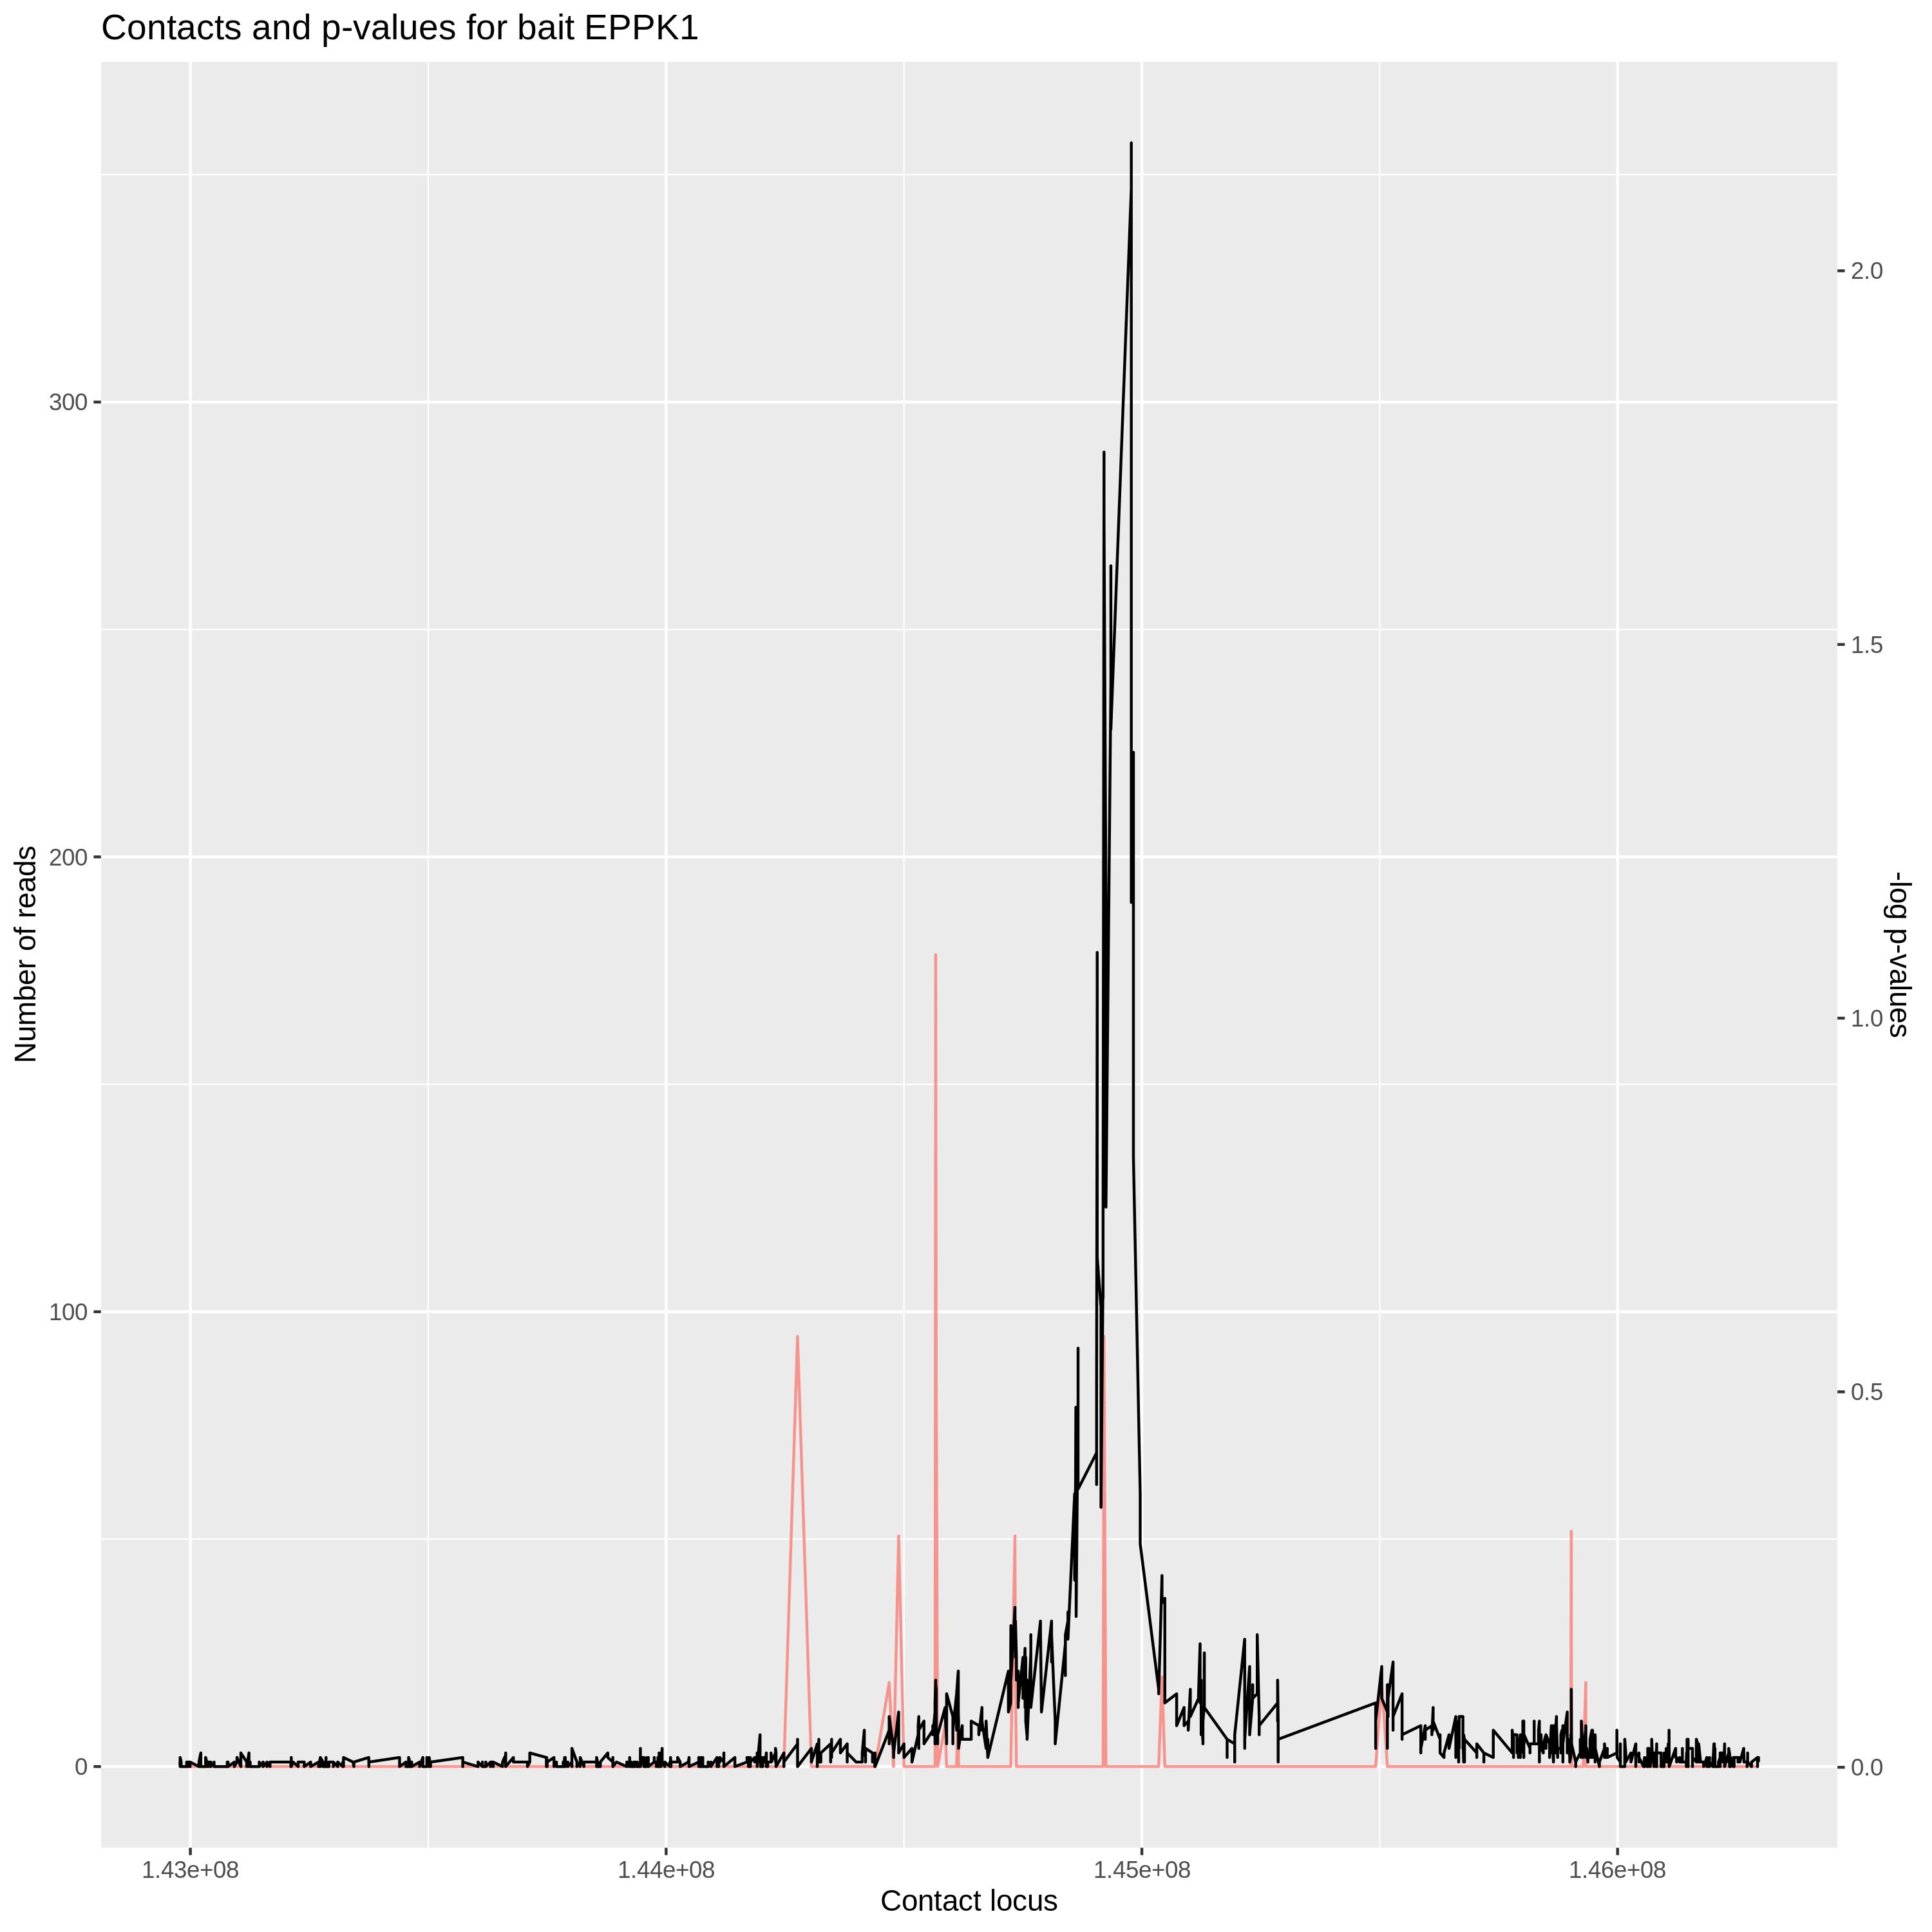 Contacts and p-values for bait EPPK1
Number of reads
300
200
100
0
2.0
1.5
1.0
0.5
0.0
-log p-values
1.43e+08
1.44e+08
1.45e+08
1.46e+08
Contact locus